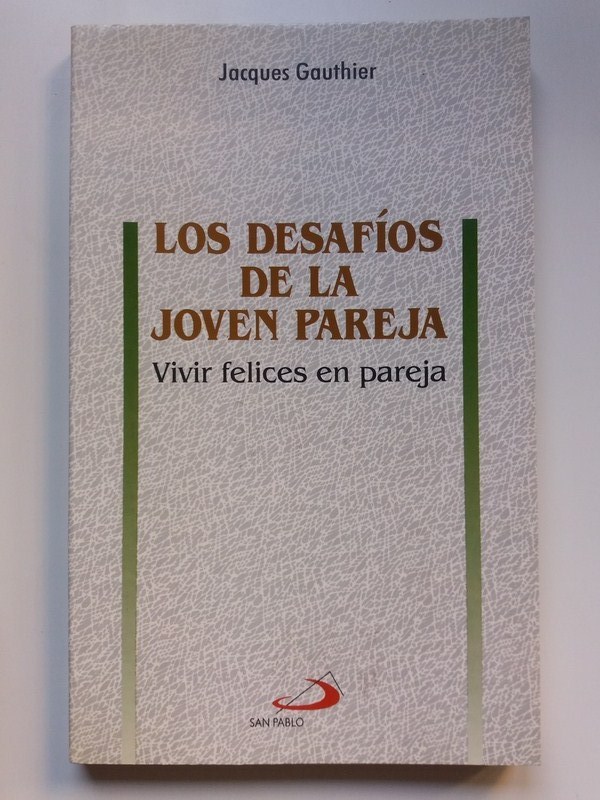 Jacques Gauthier
LOS DESAFÍOS
DE LA
JOVEN PAREJA
Vivir felices en pareja
SAN PABLO